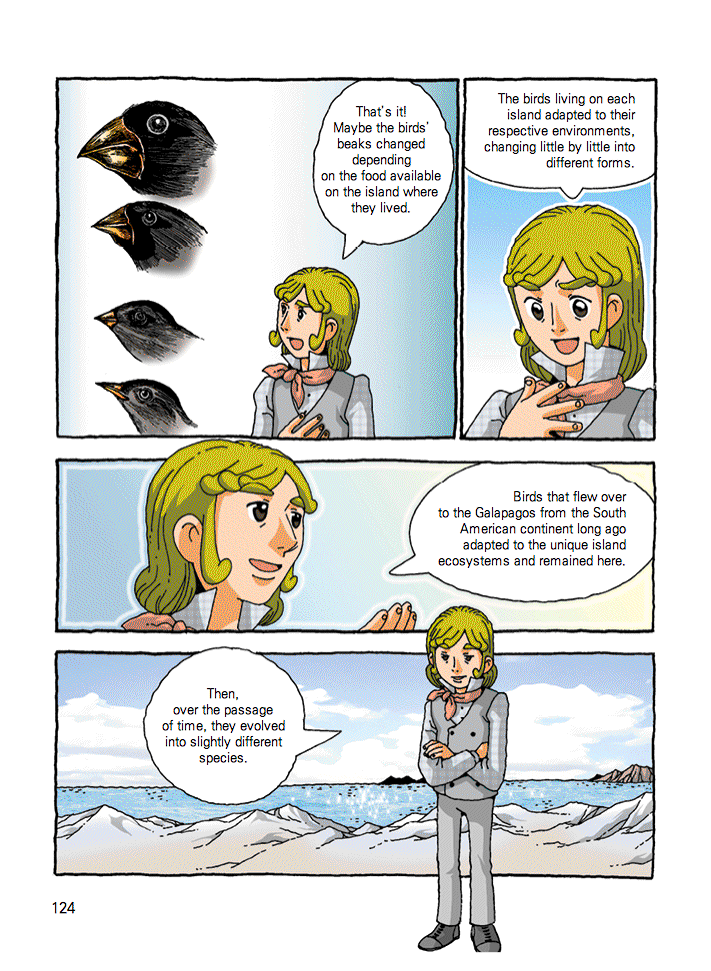 That's it!
Maybe the birds'
beaks changed
depending
on the food available
on the island where
they lived.
The birds living on each
island adapted to their
respective environments,
changing little by little into
different forms.
Birds that flew over
to the Galapagos from the South
American continent long ago
adapted to the unique island
ecosystems and remained here.
Then,
over the passage
of time, they evolved
into slightly different
species.
124